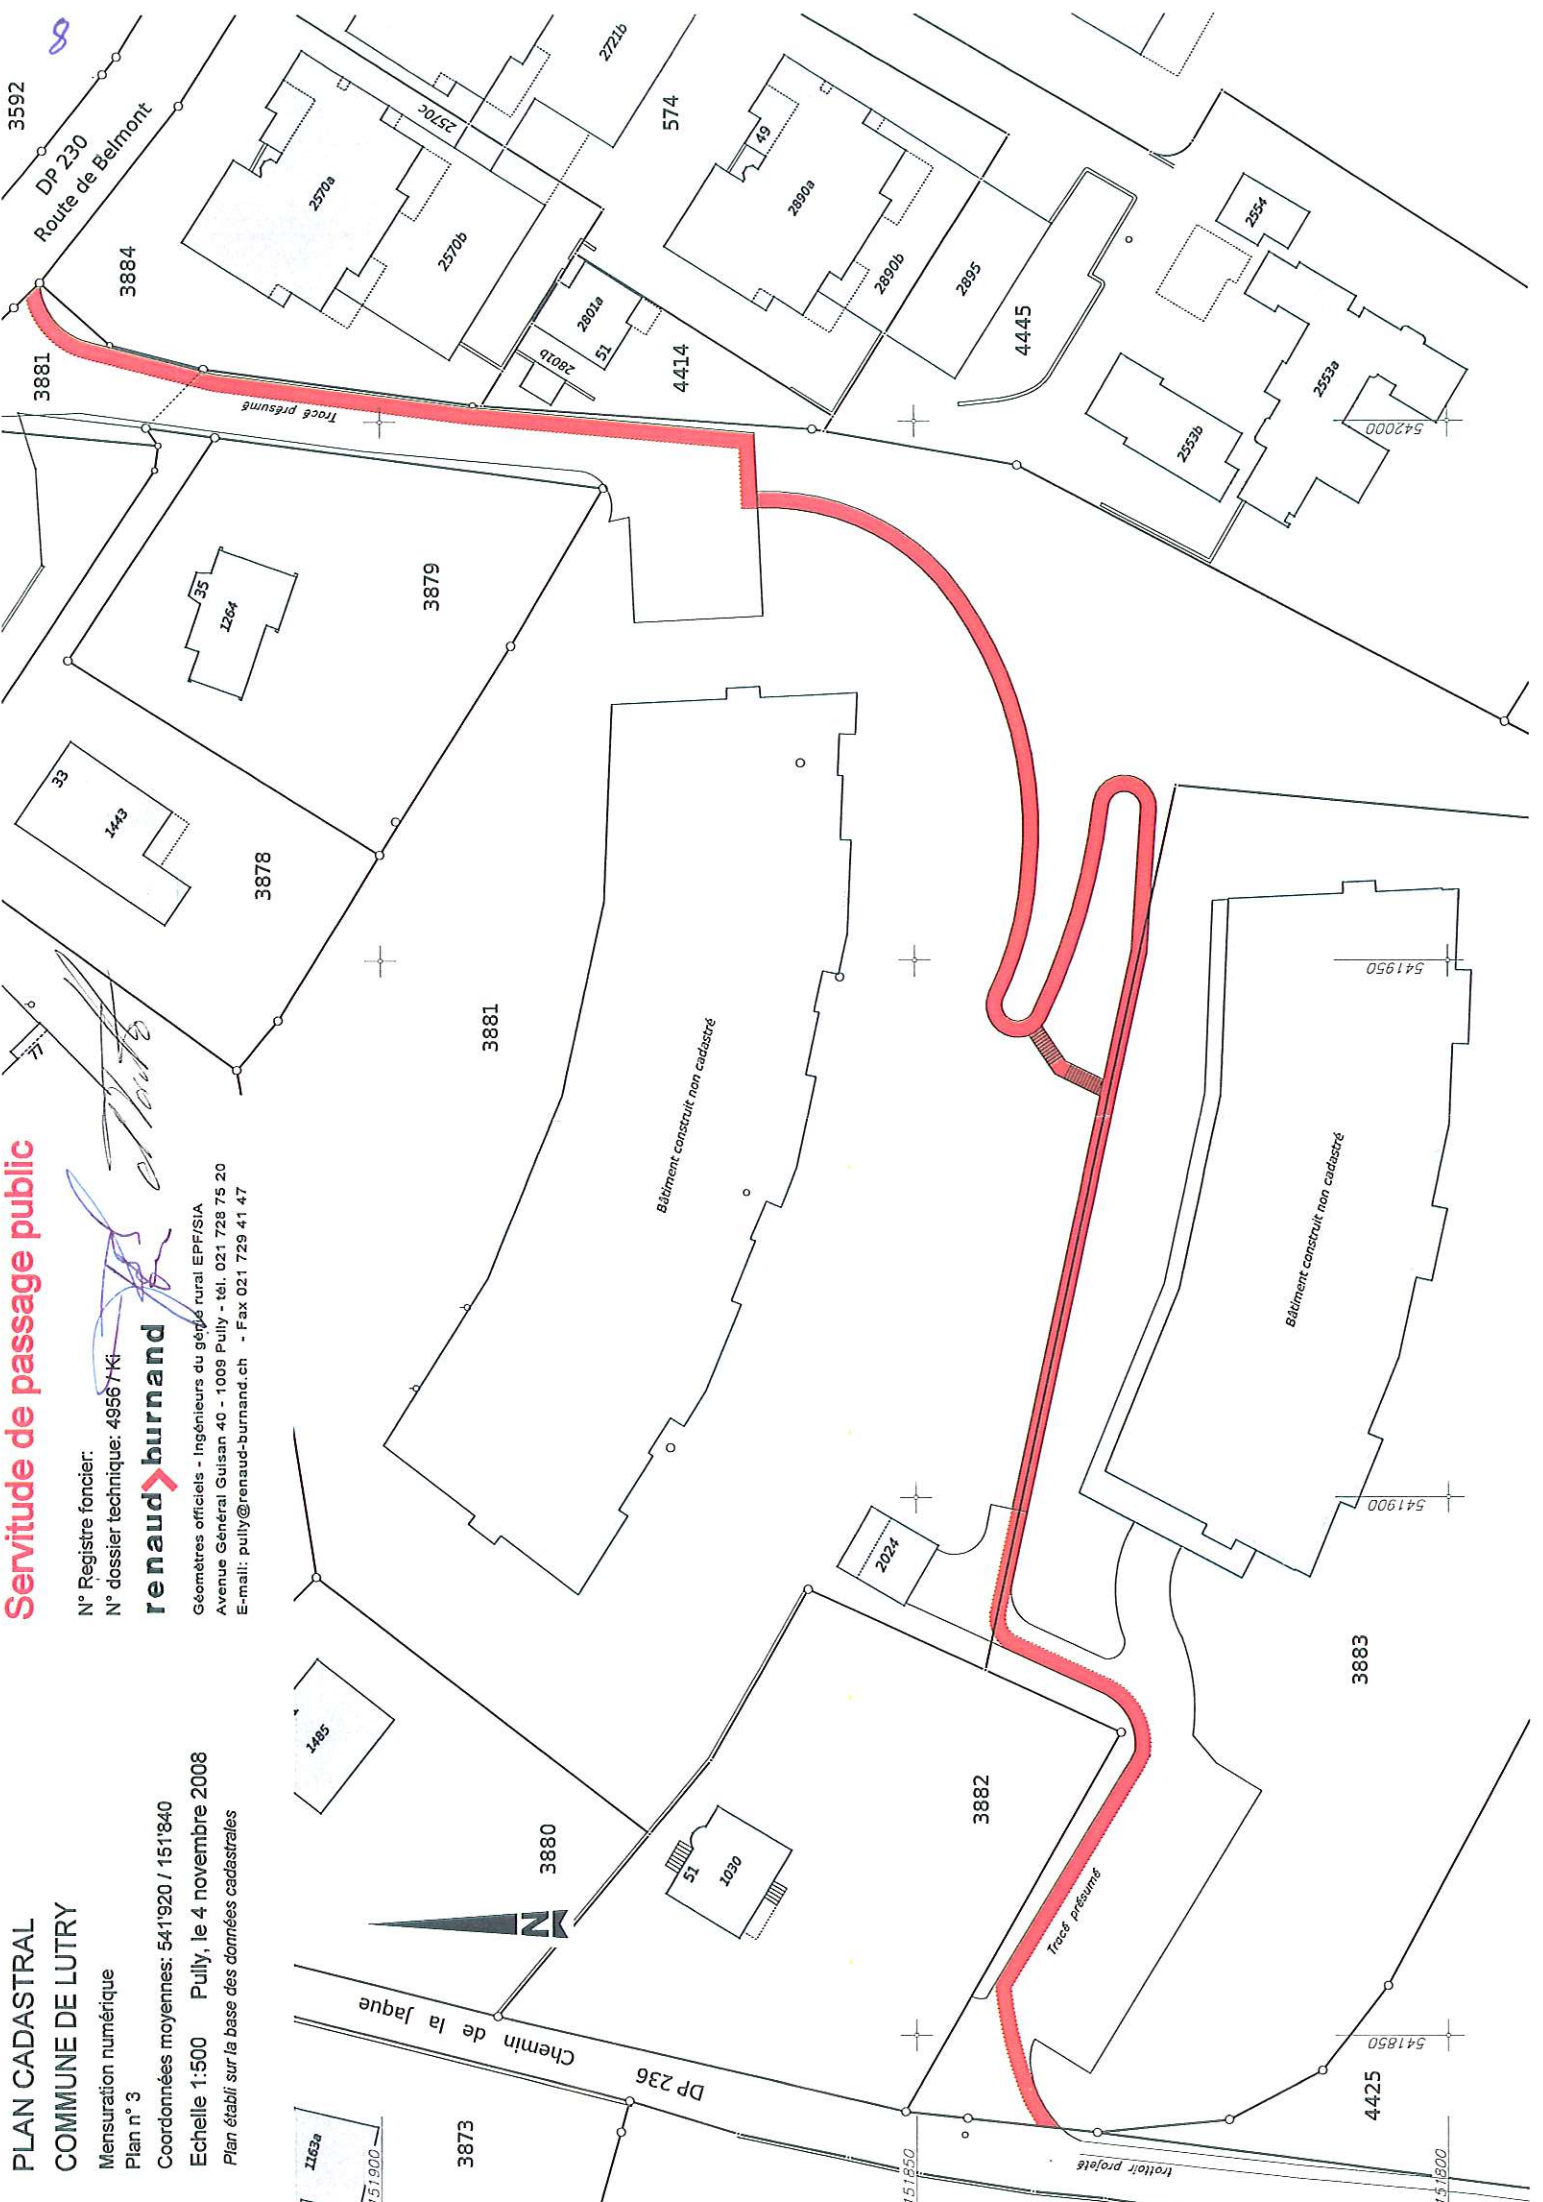 PLAN CADASTRAL
COMMUNE DE LUTRY
Mensuration numérique
Plan n° 3
Coordonnées moyennes: 541'920 / 151'840
Echelle 1:500 Pully, le 4 novembre 2008
Plan établi sur la base des données cadastrales
Servitude de passage public
N° Registre foncier:
N° dossier technique: 4956 / Ki
renaud burnand
Géomètres officiels - Ingénieurs du génie rural EPF/SIA
Avenue Général Guisan 40 - 1009 Pully - tél. 021 728 75 20
E-mail: pully@renaud-burnand.ch - Fax 021 729 41 47
8
3592
DP 230
Route de Belmont
3884
3881
2570a
2570b
2570c
2721b
574
49
2890a
2890b
2895
2801a
2801b
51
4414
4445
2554
2553a
2553b
542000
Tracé présumé
35
1264
3879
33
1443
3878
77
3881
Bâtiment construit non cadastré
541950
Bâtiment construit non cadastré
541900
2024
3883
1485
3880
51
1030
3882
N
Tracé présumé
Chemin de la Jaque
DP 236
541850
4425
3873
1163a
151900
151850
151800
trottoir projeté